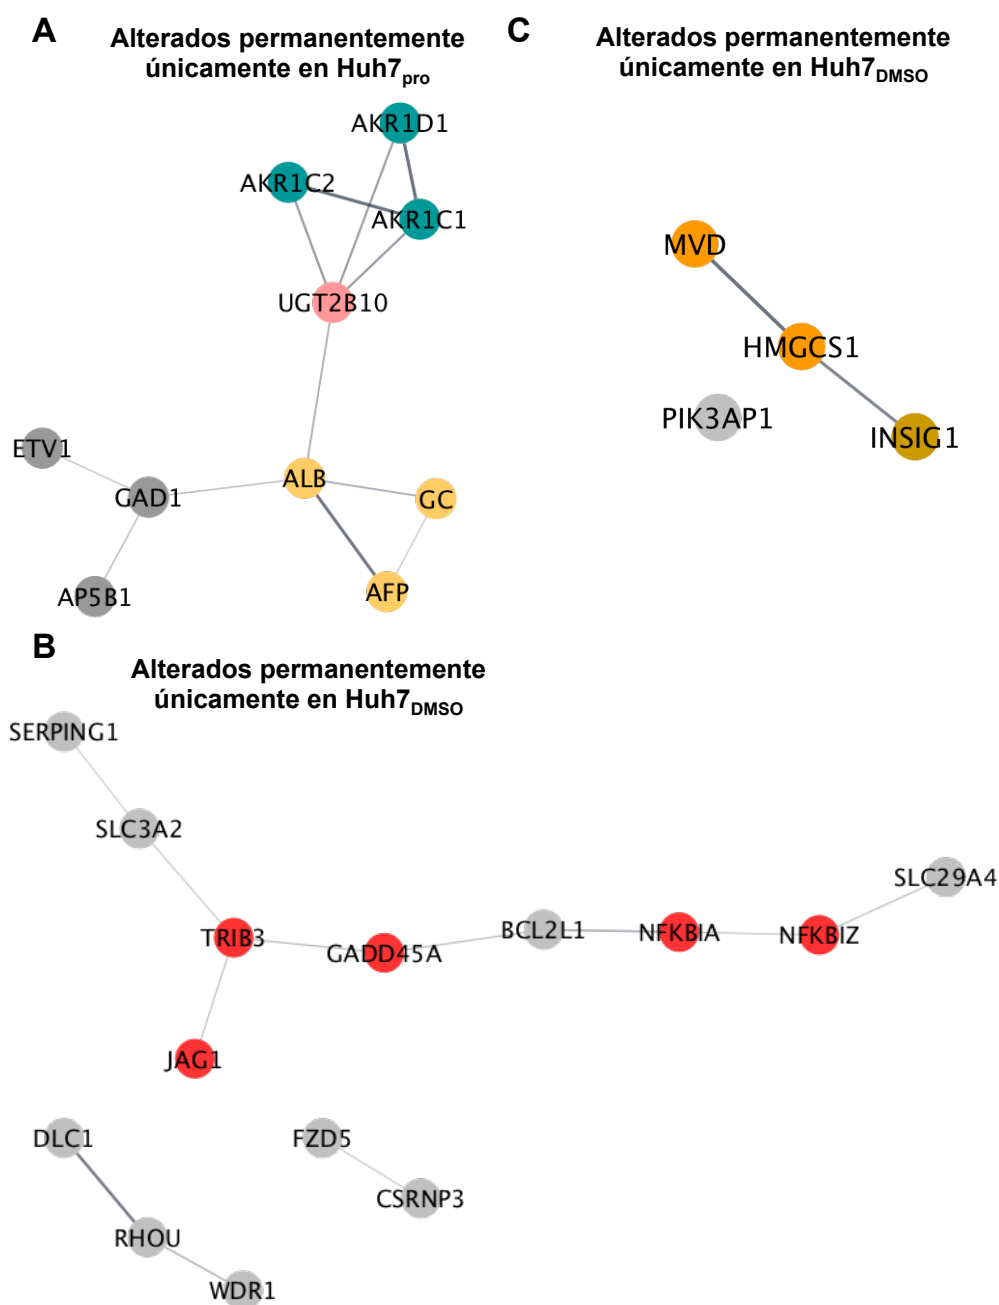 A
Alterados permanentemente
únicamente en Huh7pro
AKR1D1
AKR1C2
AKR1C1
UGT2B10
ETV1
GAD1
ALB
GC
AP5B1
AFP
C
Alterados permanentemente
únicamente en Huh7DMSO
MVD
HMGCS1
PIK3AP1
INSIG1
B
Alterados permanentemente
únicamente en Huh7DMSO
SERPING1
SLC3A2
SLC29A4
TRIB3
GADD45A
BCL2L1
NFKBIA
NFKBIZ
JAG1
DLC1
FZD5
CSRNP3
RHOU
WDR1